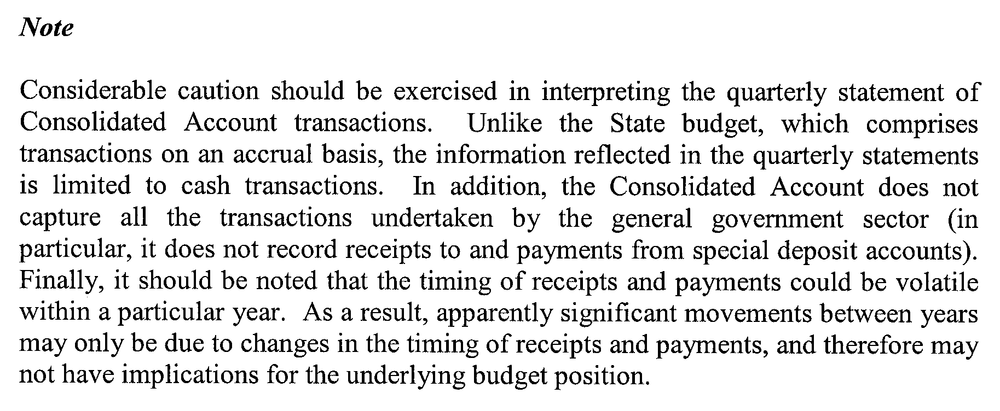 Note
Considerable caution should be exercised in interpreting the quarterly statement of
Consolidated Account transactions. Unlike the State budget, which comprises
transactions on an accrual basis, the information reflected in the quarterly statements
is limited to cash transactions. In addition, the Consolidated Account does not
capture all the transactions undertaken by the general government sector (in
particular, it does not record receipts to and payments from special deposit accounts).
Finally, it should be noted that the timing of receipts and payments could be volatile
within a particular year. As a result, apparently significant movements between years
may only be due to changes in the timing of receipts and payments, and therefore may
not have implications for the underlying budget position.